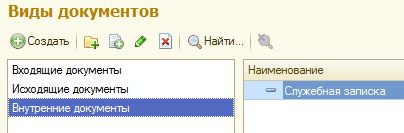 Виды документов
Создать Найти...
Входящие документы
Исходящие документы
Внутренние документы
Наименование
Служебная записка